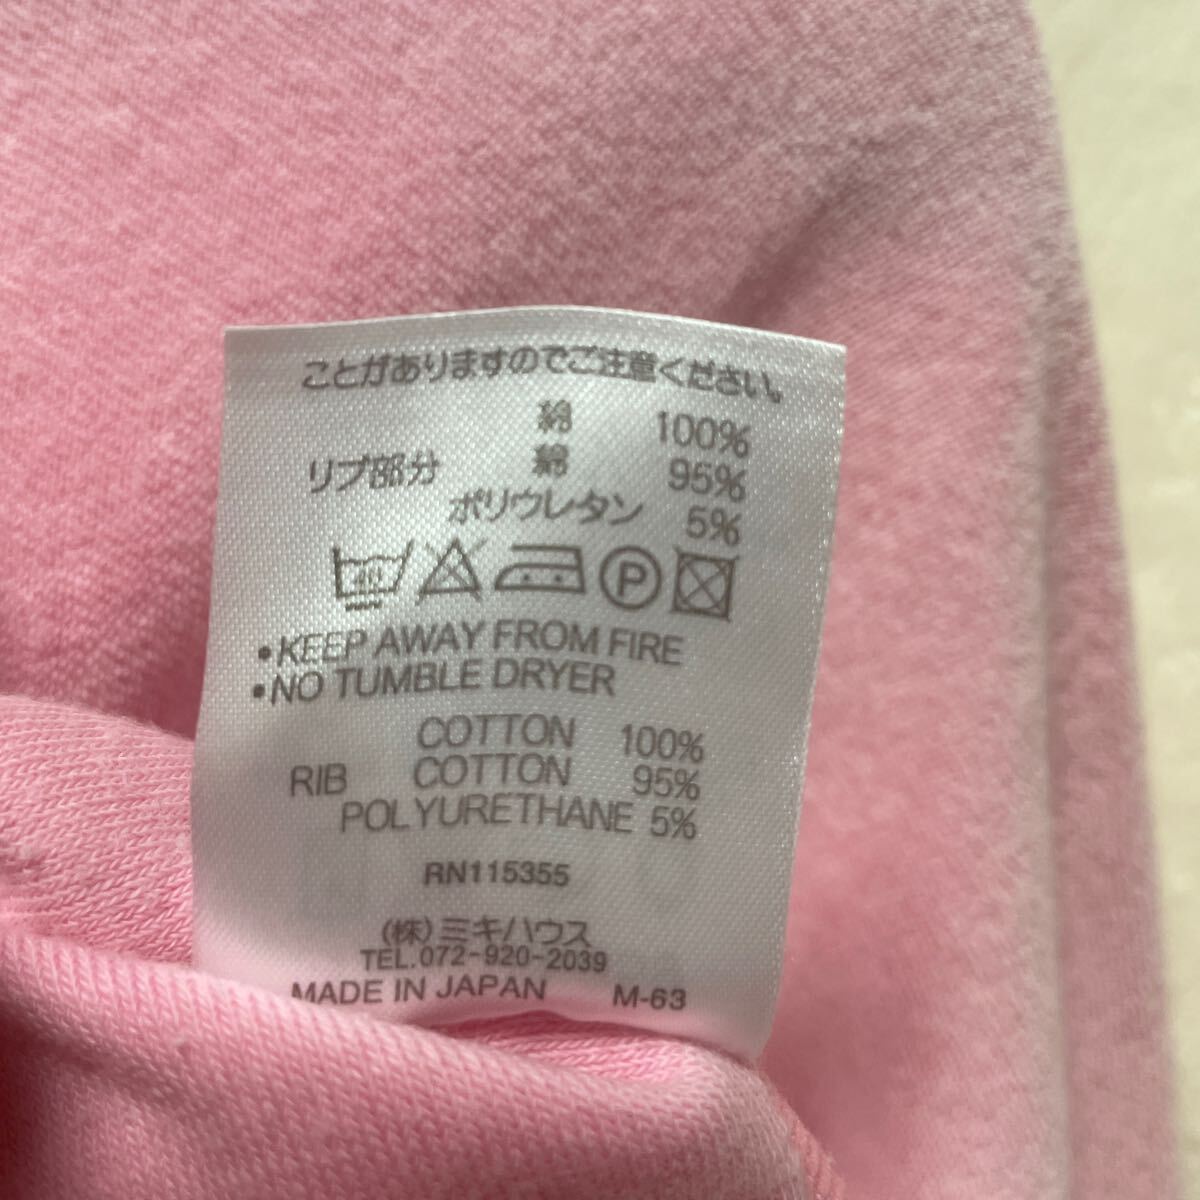 ことがありますのでご注意ください。
綿 100%
リブ部分 綿 95%
ポリウレタン 5%
40 P
•KEEP AWAY FROM FIRE
•NO TUMBLE DRYER
COTTON 100%
RIB COTTON 95%
POLYURETHANE 5%
RN115355
(株)ミキハウス
TEL.072-920-2039
MADE IN JAPAN M-63